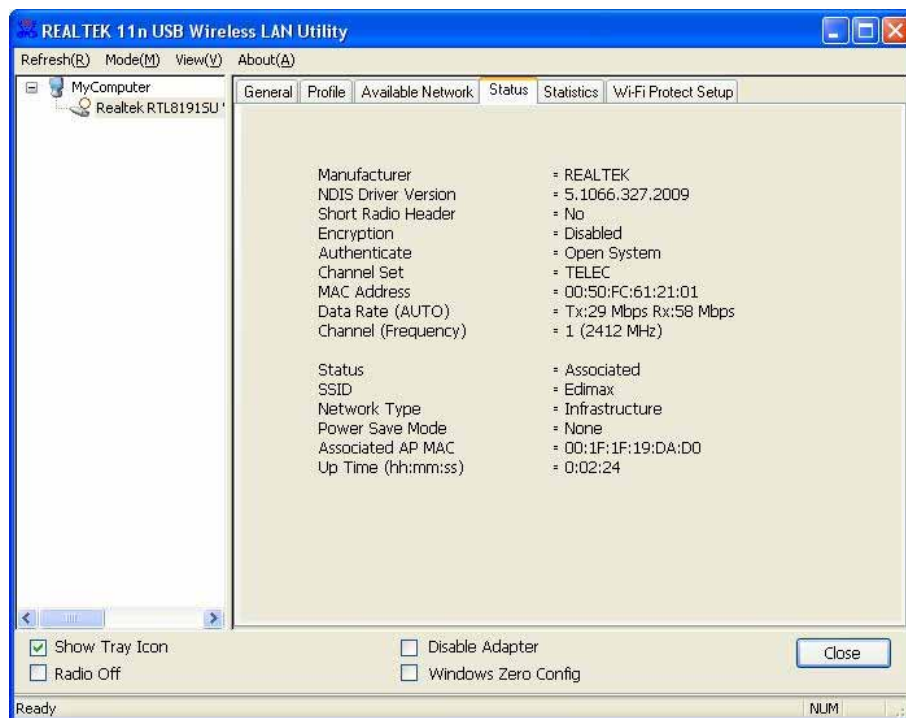 REALTEK 11n USB Wireless LAN Utility
Refresh(R) Mode(M) View(V) About(A)
MyComputer
Realtek RTL8191SU
General Profile Available Network Status Statistics Wi-Fi Protect Setup
Manufacturer = REALTEK
NDIS Driver Version = 5.1066.327.2009
Short Radio Header = No
Encryption = Disabled
Authenticate = Open System
Channel Set = TELEC
MAC Address = 00:50:FC:61:21:01
Data Rate (AUTO) = Tx:29 Mbps Rx:58 Mbps
Channel (Frequency) = 1 (2412 MHz)
Status = Associated
SSID = Edimax
Network Type = Infrastructure
Power Save Mode = None
Associated AP MAC = 00:1F:1F:19:DA:D0
Up Time (hh:mm:ss) = 0:02:24
Show Tray Icon
Radio Off
Disable Adapter
Windows Zero Config
Close
Ready
NUM